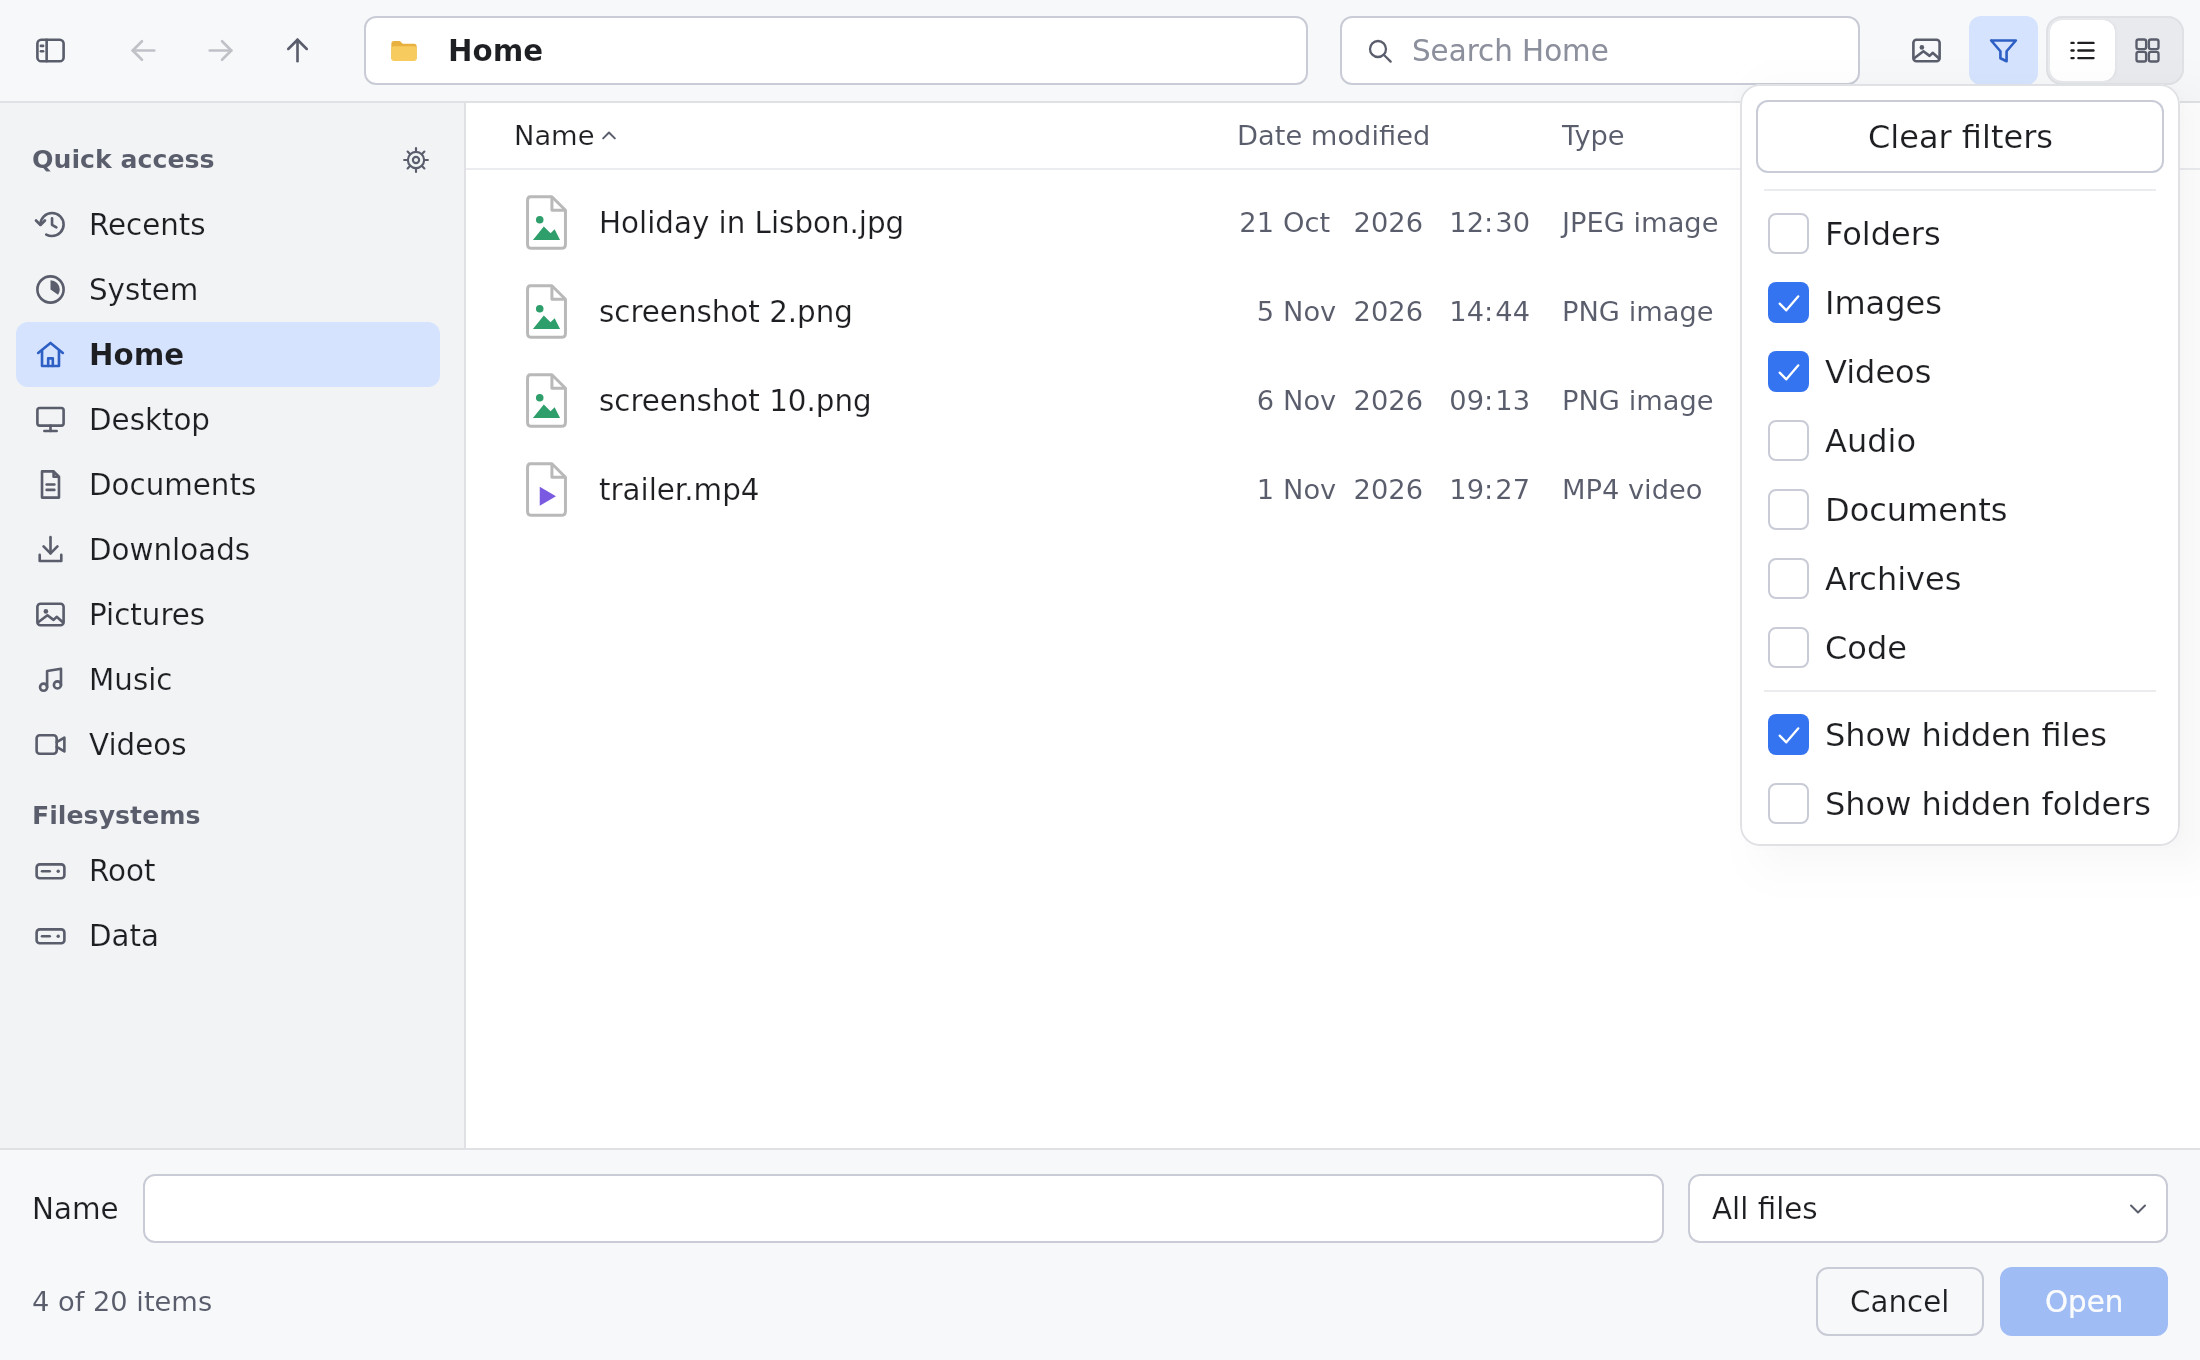 Home
Search Home
Quick access
Recents
System
Home
Desktop
Documents
Downloads
Pictures
Music
Videos
Filesystems
Root
Data
Name Date modified Type
Holiday in Lisbon.jpg 21 Oct 2026 12:30 JPEG image
screenshot 2.png 5 Nov 2026 14:44 PNG image
screenshot 10.png 6 Nov 2026 09:13 PNG image
trailer.mp4 1 Nov 2026 19:27 MP4 video
Clear filters
Folders
Images
Videos
Audio
Documents
Archives
Code
Show hidden files
Show hidden folders
Name
All files
4 of 20 items
Cancel
Open